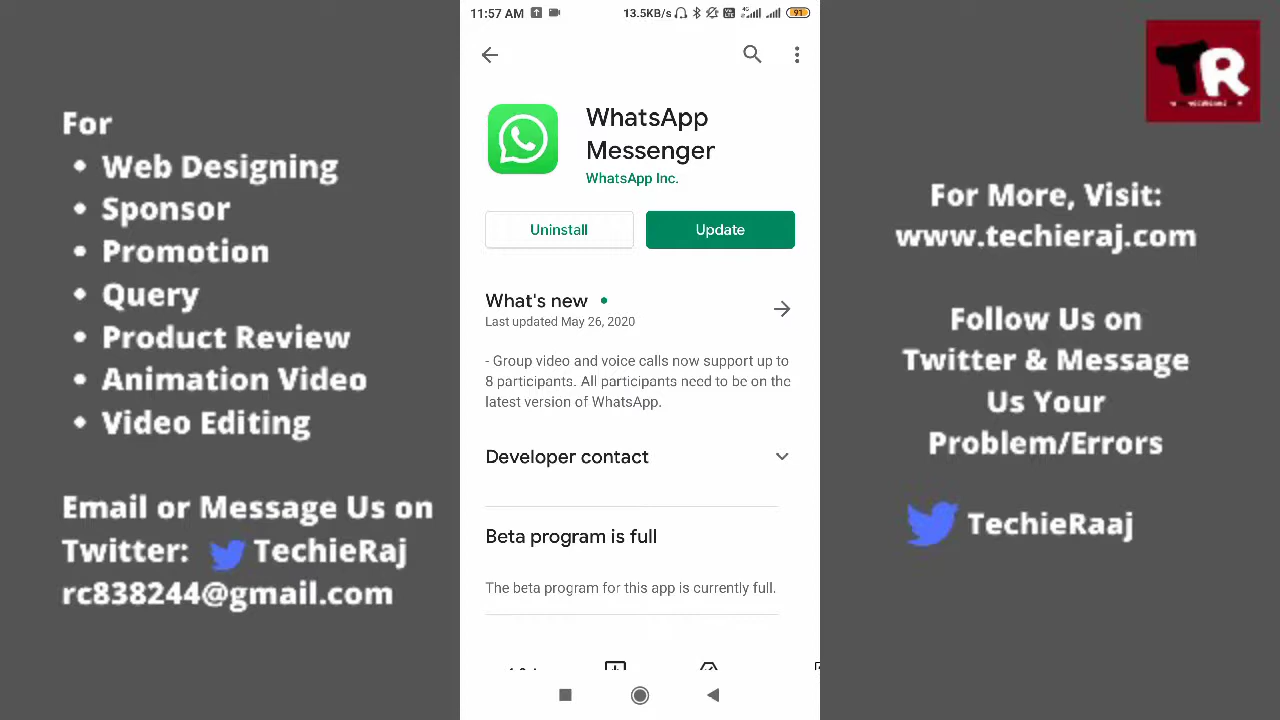 For
• Web Designing
• Sponsor
• Promotion
• Query
• Product Review
• Animation Video
• Video Editing
Email or Message Us on
Twitter: TechieRaj
rc838244@gmail.com
11:57 AM
13.5KB/s
4G
91
WhatsApp
Messenger
WhatsApp Inc.
Uninstall
Update
What's new •
Last updated May 26, 2020
- Group video and voice calls now support up to
8 participants. All participants need to be on the
latest version of WhatsApp.
Developer contact
Beta program is full
The beta program for this app is currently full.
TR
For More, Visit:
www.techieraj.com
Follow Us on
Twitter & Message
Us Your
Problem/Errors
TechieRaaj